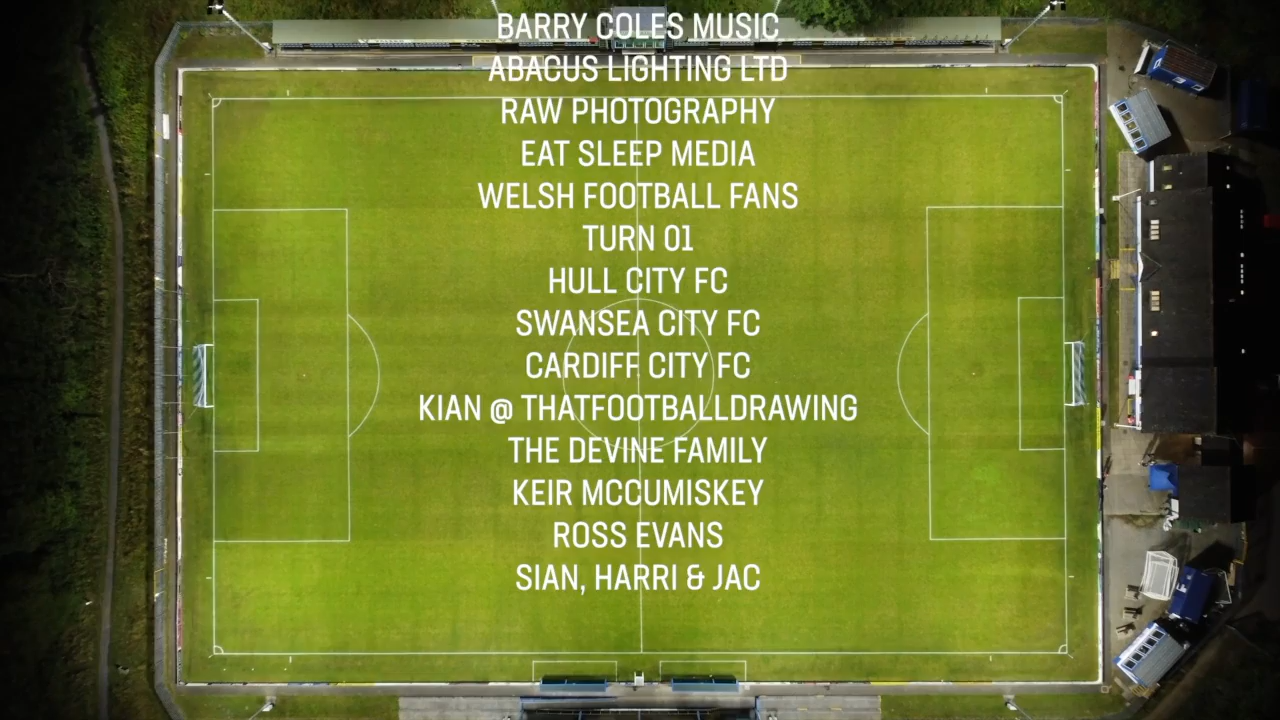 BARRY COLES MUSIC
ABACUS LIGHTING LTD
RAW PHOTOGRAPHY
EAT SLEEP MEDIA
WELSH FOOTBALL FANS
TURN 01
HULL CITY FC
SWANSEA CITY FC
CARDIFF CITY FC
KIAN @ THATFOOTBALLDRAWING
THE DEVINE FAMILY
KEIR MCCUMISKEY
ROSS EVANS
SIAN, HARRI & JAC